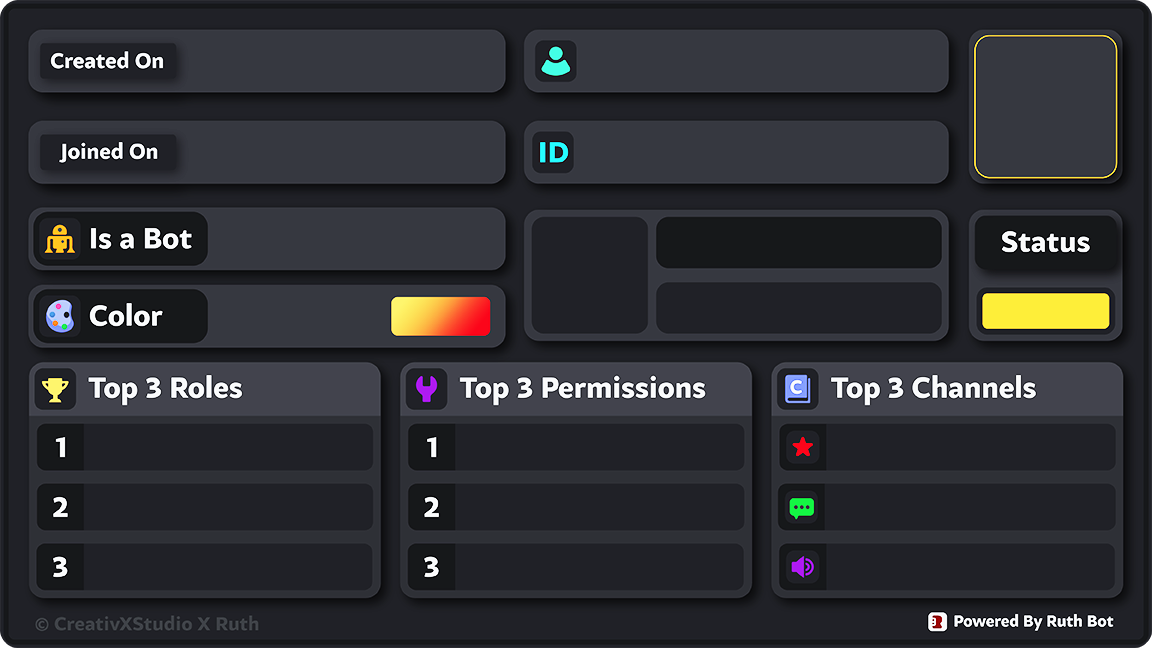 Created On
ID
Joined On
Is a Bot
Status
Color
Top 3 Roles
1
2
3
Top 3 Permissions
1
2
3
Top 3 Channels
C
© CreativXStudio X Ruth
R Powered By Ruth Bot